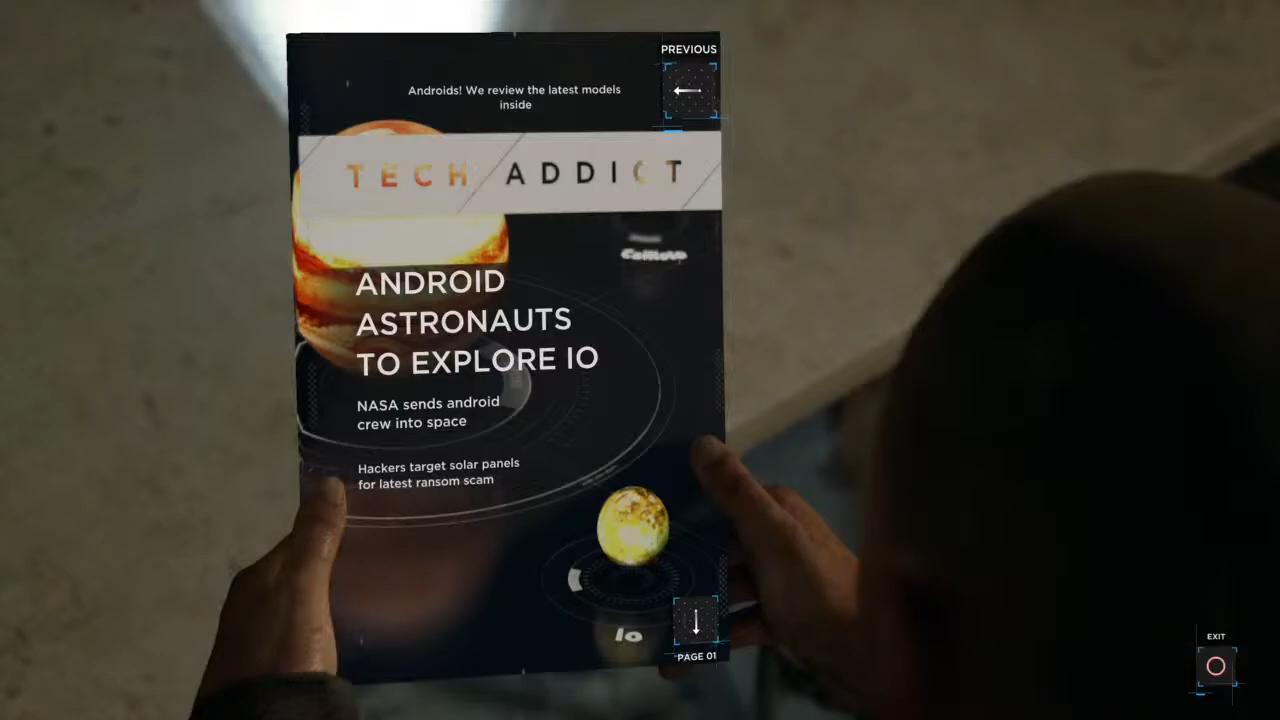 PREVIOUS
Androids! We review the latest models
inside
TECH ADDICT
ANDROID
ASTRONAUTS
TO EXPLORE IO
NASA sends android
crew into space
Hackers target solar panels
for latest ransom scam
Io
PAGE 01
EXIT